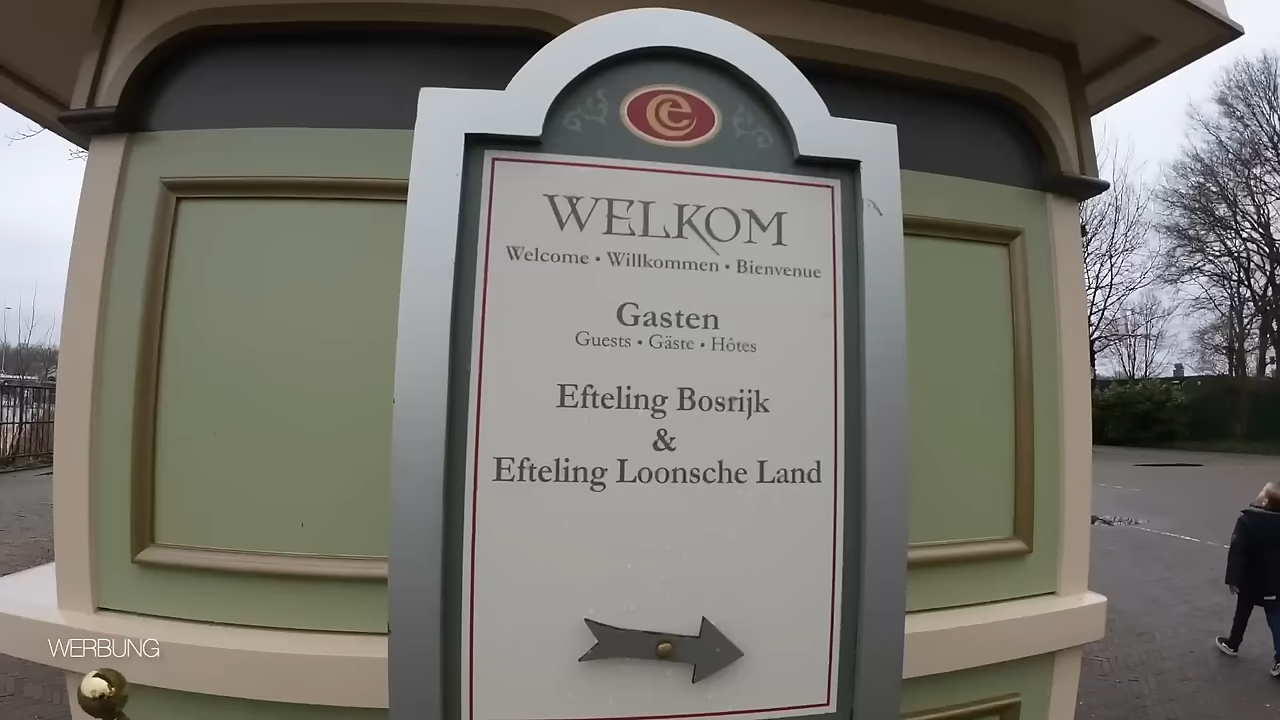 e
WELKOM
Welcome • Willkommen • Bienvenue
Gasten
Guests • Gäste • Hôtes
Efteling Bosrijk
&
Efteling Loonsche Land
WERBUNG